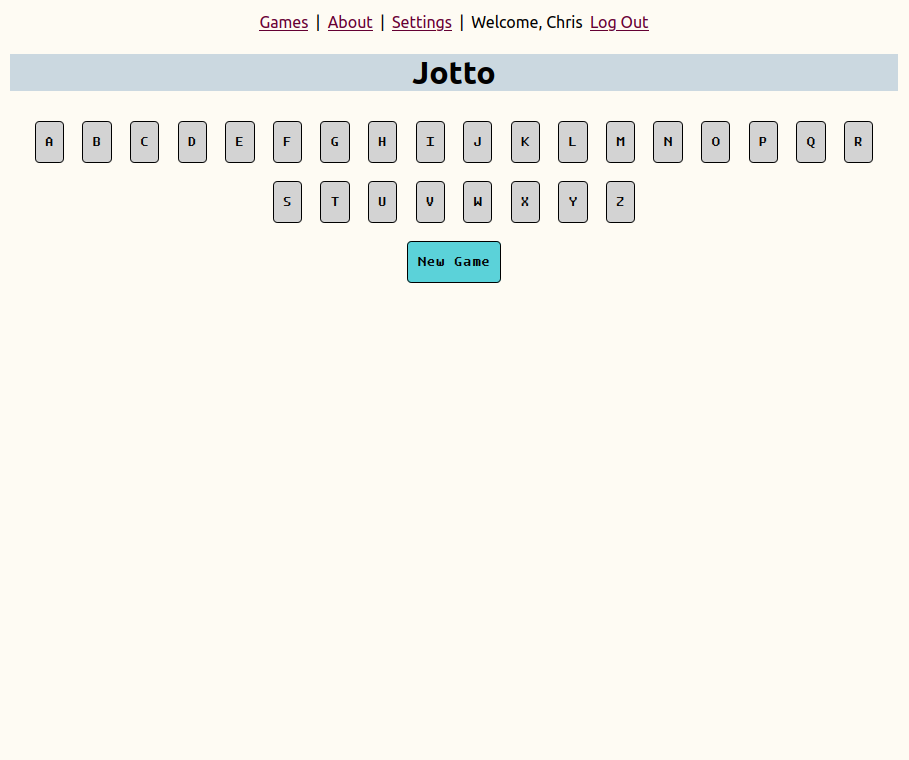 Games | About | Settings | Welcome, Chris Log Out
Jotto
A B C D E F G H I J K L M N O P Q R
S T U V W X Y Z
New Game